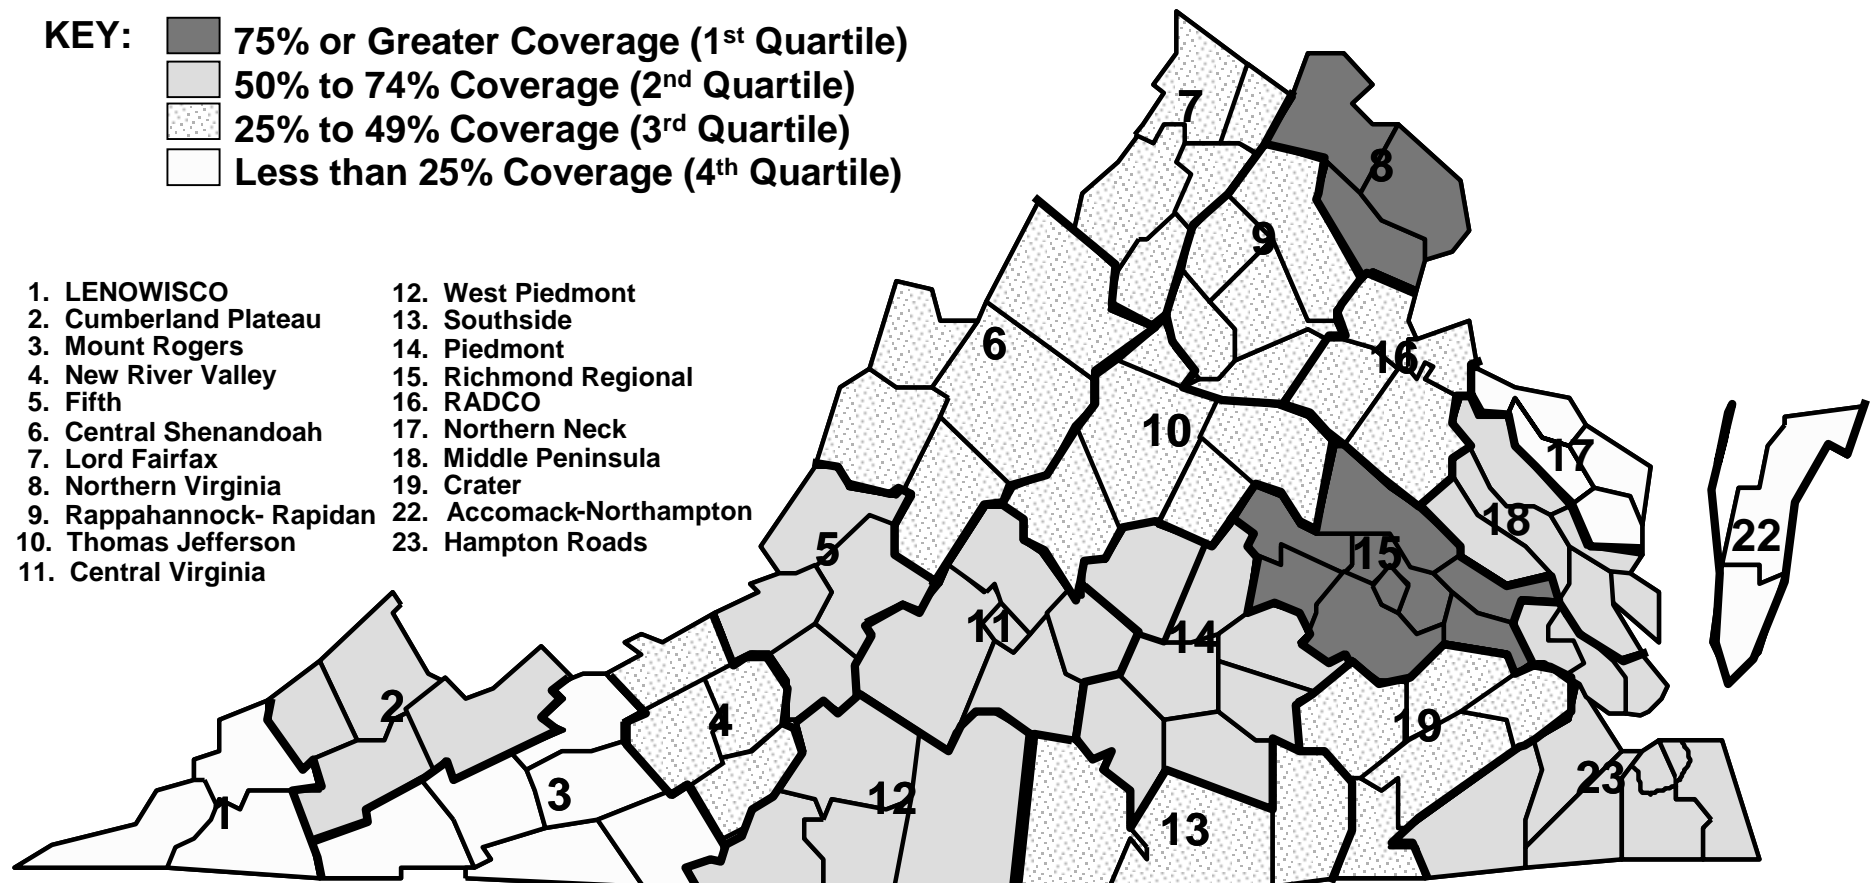 KEY:
75% or Greater Coverage (1st Quartile)
50% to 74% Coverage (2nd Quartile)
25% to 49% Coverage (3rd Quartile)
Less than 25% Coverage (4th Quartile)
1. LENOWISCO
2. Cumberland Plateau
3. Mount Rogers
4. New River Valley
5. Fifth
6. Central Shenandoah
7. Lord Fairfax
8. Northern Virginia
9. Rappahannock- Rapidan
10. Thomas Jefferson
11. Central Virginia
12. West Piedmont
13. Southside
14. Piedmont
15. Richmond Regional
16. RADCO
17. Northern Neck
18. Middle Peninsula
19. Crater
22. Accomack-Northampton
23. Hampton Roads
7
8
9
6
16
10
17
18
22
5
15
11
14
2
4
19
3
1
12
13
23